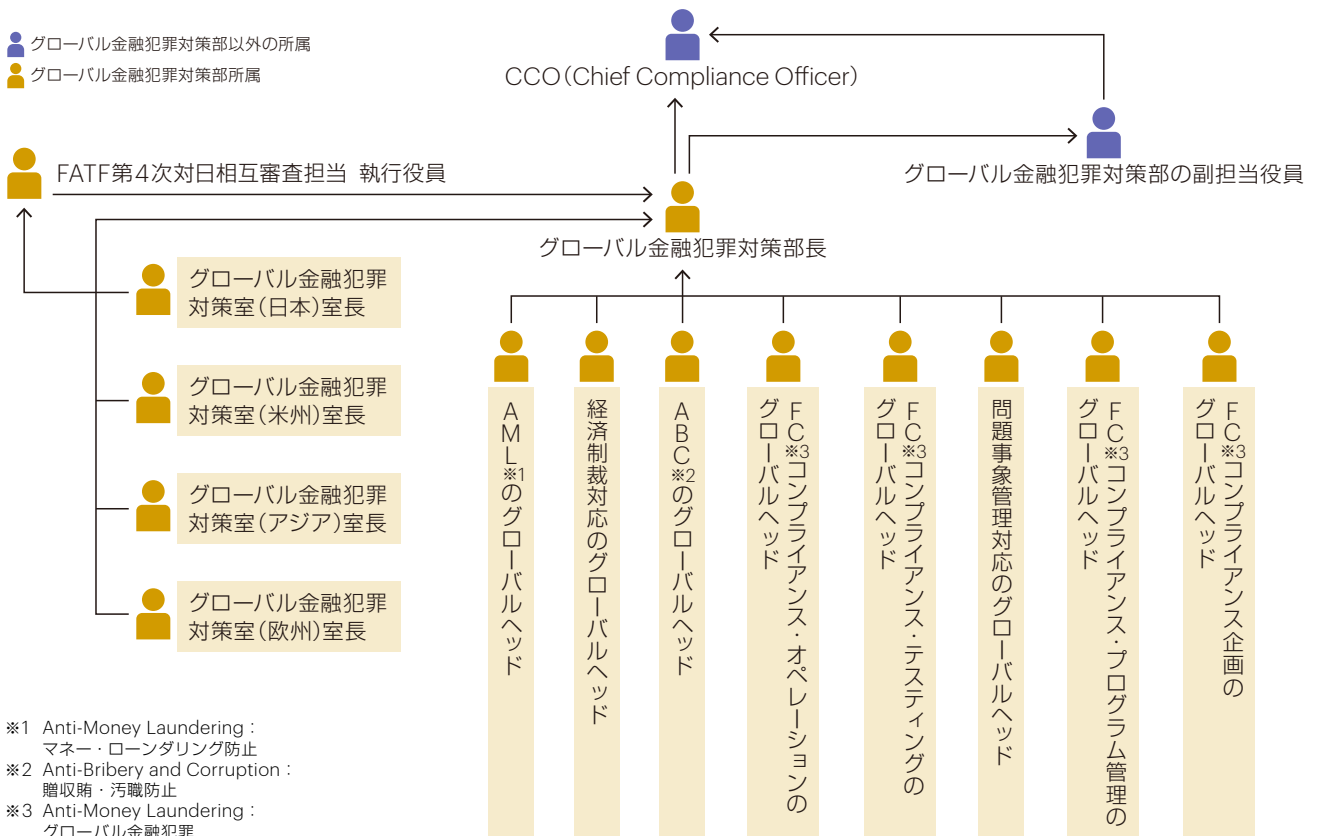 グローバル金融犯罪対策部以外の所属
グローバル金融犯罪対策部所属
CCO(Chief Compliance Officer)
グローバル金融犯罪対策部の副担当役員
FATF第4次対日相互審査担当 執行役員
グローバル金融犯罪対策部長
グローバル金融犯罪
対策室(日本)室長
グローバル金融犯罪
対策室(米州)室長
グローバル金融犯罪
対策室(アジア)室長
グローバル金融犯罪
対策室(欧州)室長
AML※1のグローバルヘッド
経済制裁対応のグローバルヘッド
ABC※2のグローバルヘッド
FC※3コンプライアンス・オペレーションの
グローバルヘッド
FC※3コンプライアンス・テスティングの
グローバルヘッド
問題事象管理対応のグローバルヘッド
FC※3コンプライアンス・プログラム管理の
グローバルヘッド
FC※3コンプライアンス企画の
グローバルヘッド
※1 Anti-Money Laundering:
マネー・ローンダリング防止
※2 Anti-Bribery and Corruption:
贈収賄・汚職防止
※3 Anti-Money Laundering:
グローバル金融犯罪